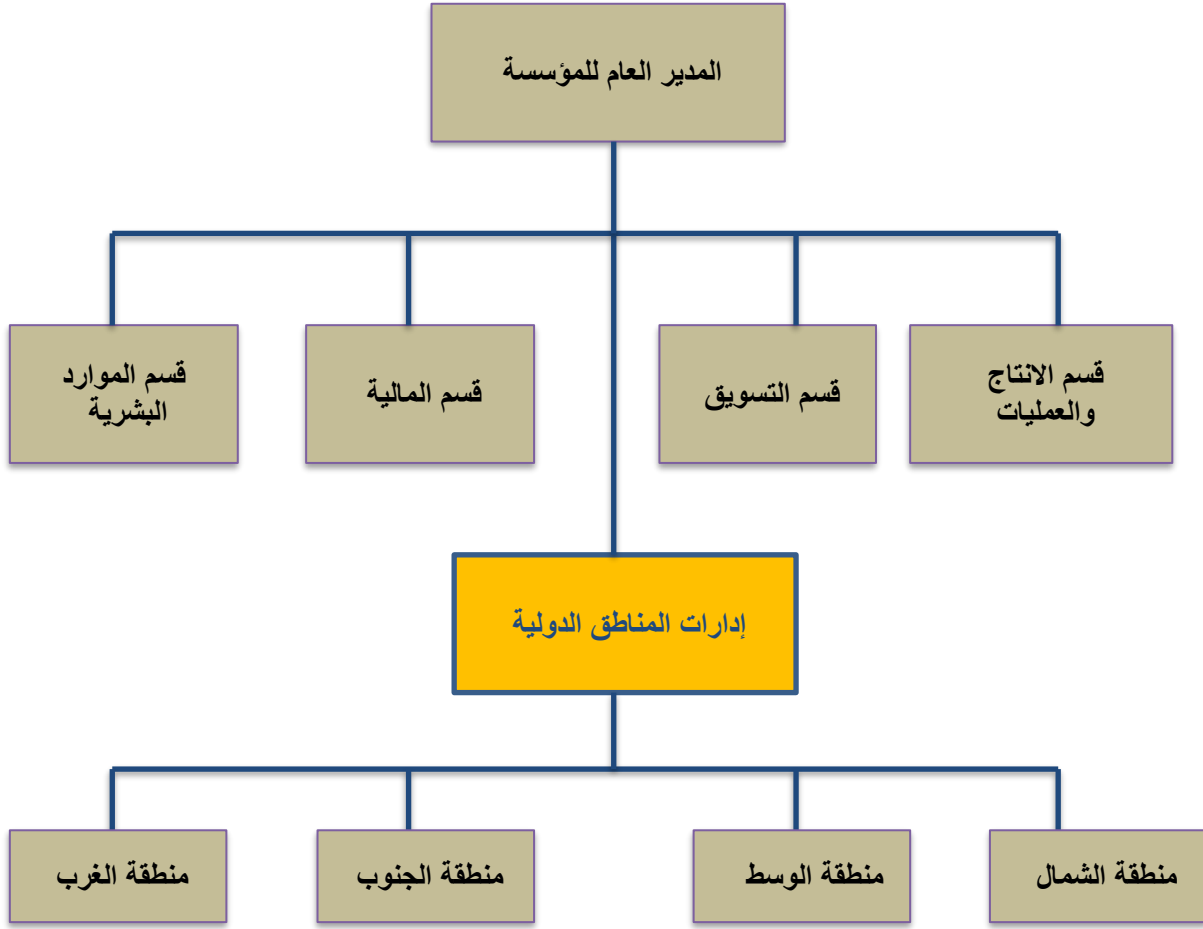 المدير العام للمؤسسة
قسم الانتاج
والعمليات
قسم التسويق
قسم المالية
قسم الموارد
البشرية
إدارات المناطق الدولية
منطقة الشمال
منطقة الوسط
منطقة الجنوب
منطقة الغرب